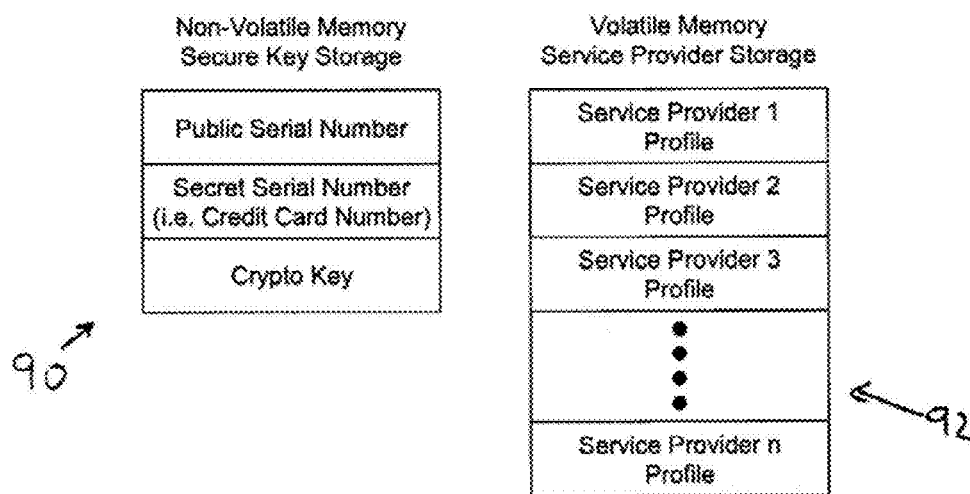 Non-Volatile Memory
Secure Key Storage
Public Serial Number
Secret Serial Number
(i.e. Credit Card Number)
Crypto Key
90
Volatile Memory
Service Provider Storage
Service Provider 1
Profile
Service Provider 2
Profile
Service Provider 3
Profile
Service Provider n
Profile
92